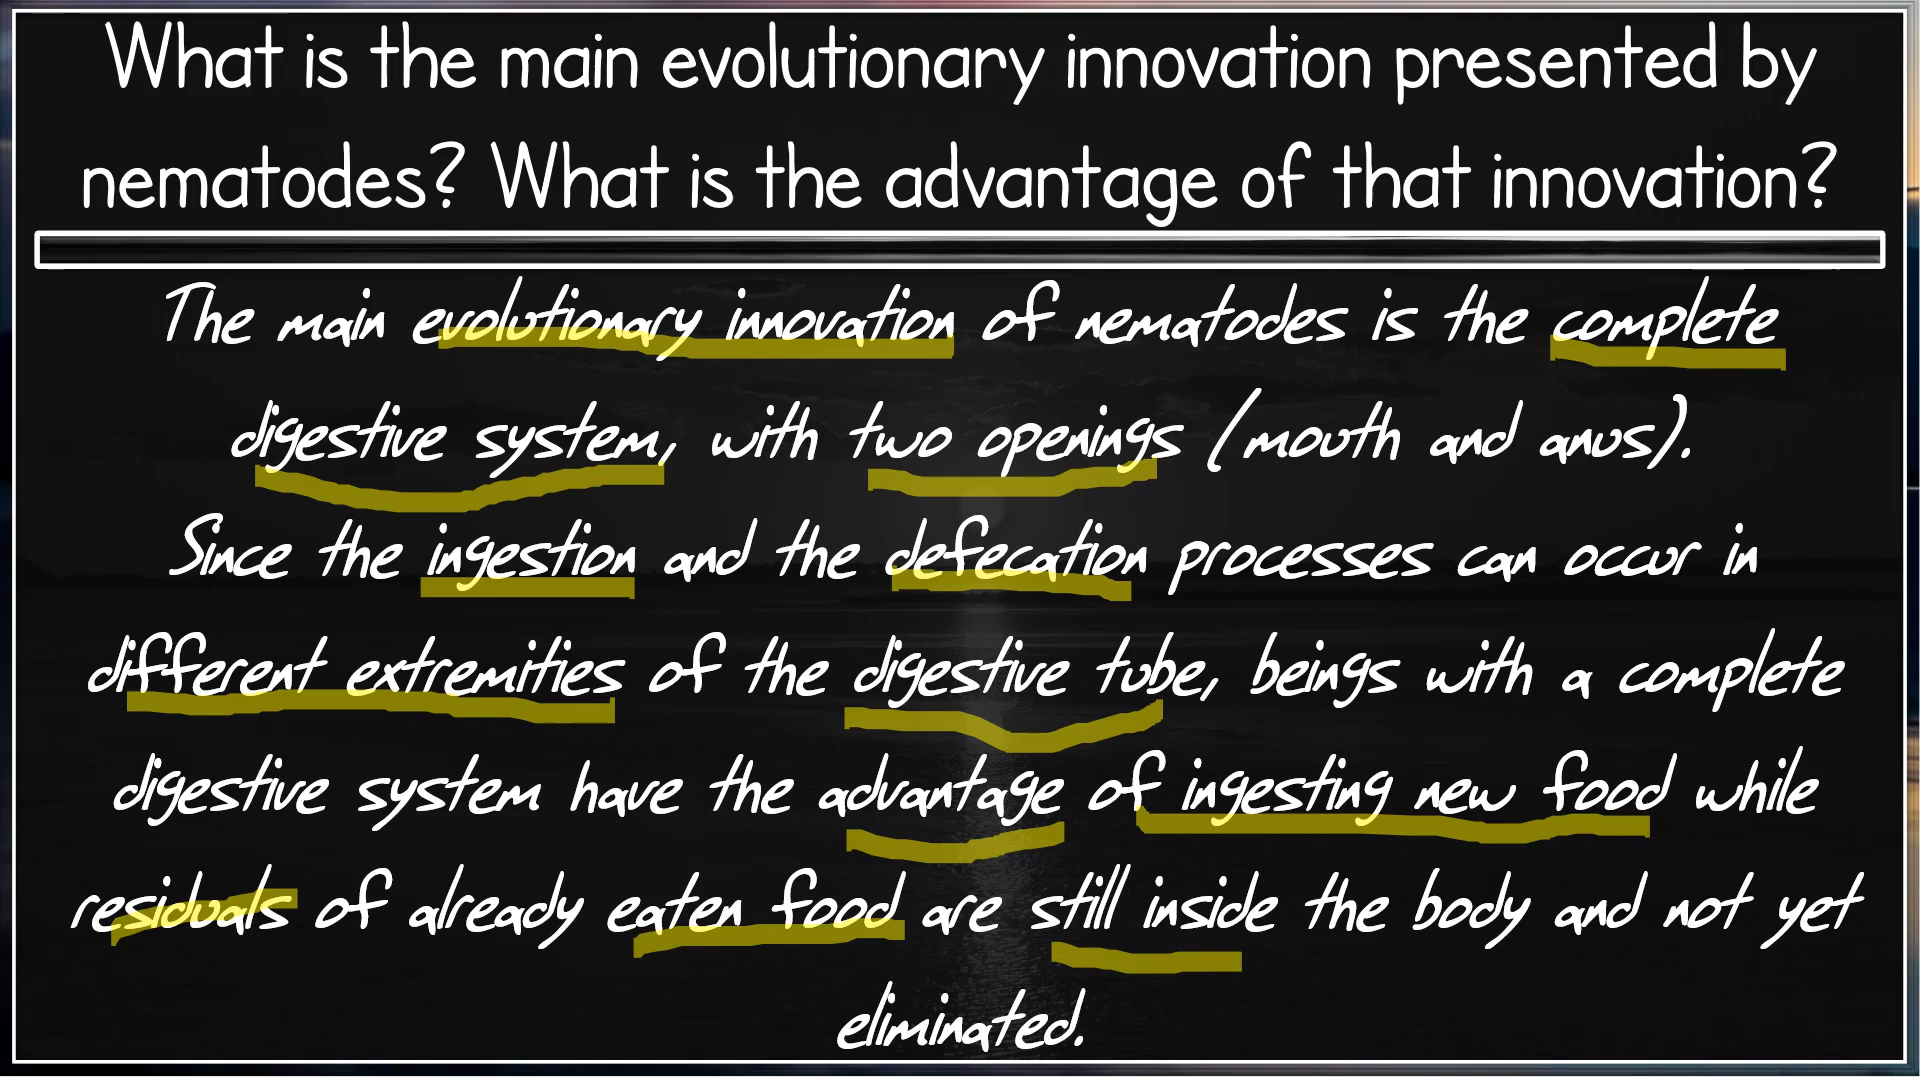 What is the main evolutionary innovation presented by
nematodes? What is the advantage of that innovation?
The main evolutionary innovation of nematodes is the complete
digestive system, with two openings (mouth and anus).
Since the ingestion and the defecation processes can occur in
different extremities of the digestive tube, beings with a complete
digestive system have the advantage of ingesting new food while
residuals of already eaten food are still inside the body and not yet
eliminated.